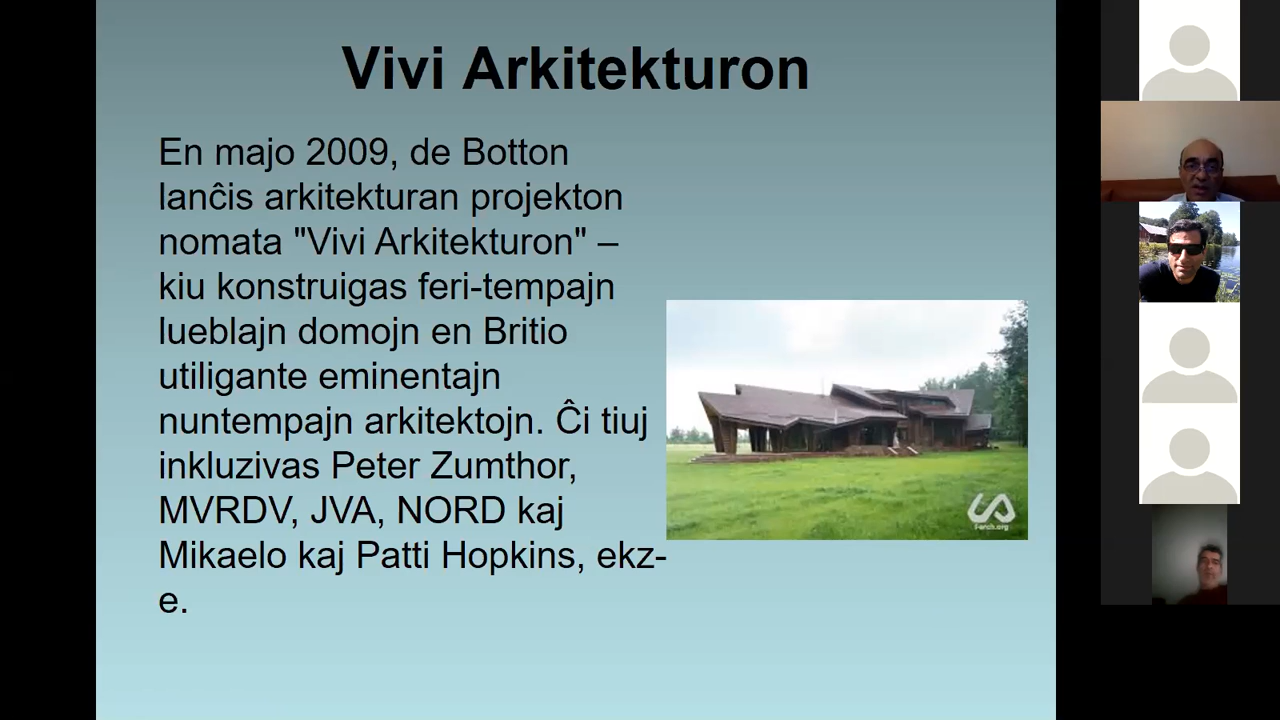 Vivi Arkitekturon
En majo 2009, de Botton
lanĉis arkitekturan projekton
nomata "Vivi Arkitekturon" –
kiu konstruigas feri-tempajn
lueblajn domojn en Britio
utiligante eminentajn
nuntempajn arkitektojn. Ĉi tiuj
inkluzivas Peter Zumthor,
MVRDV, JVA, NORD kaj
Mikaelo kaj Patti Hopkins, ekz-
e.